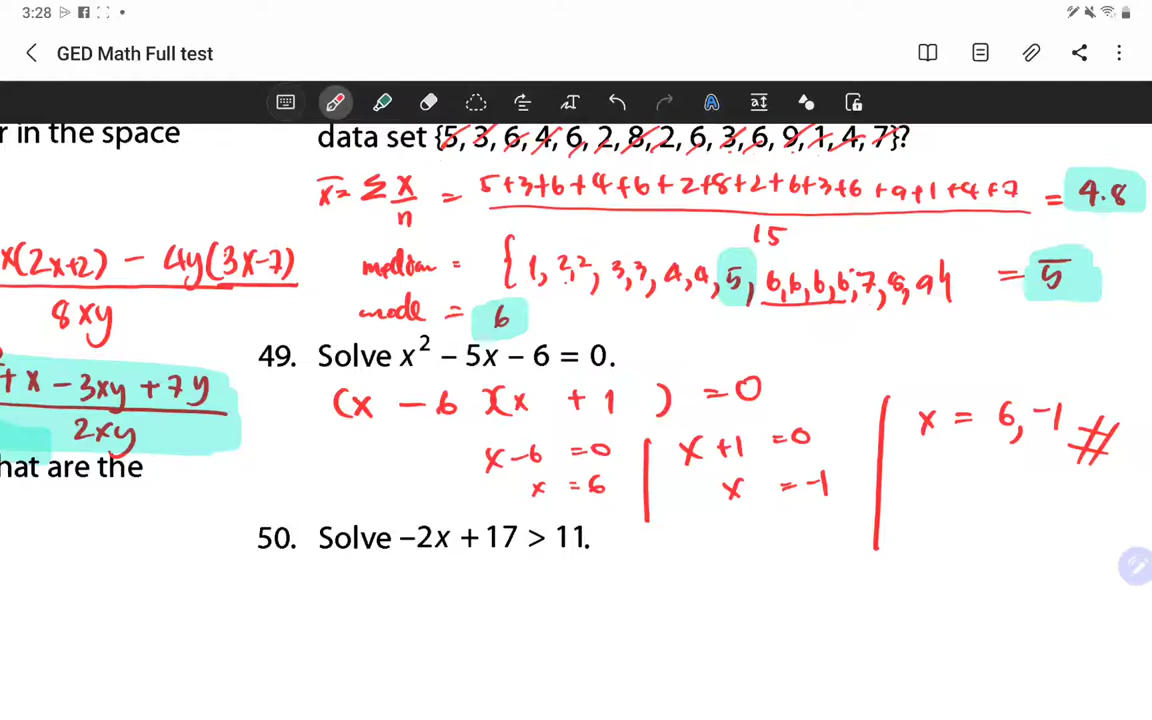 3:28
GED Math Full test
r in the space
data set {5, 3, 6, 4, 6, 2, 8, 2, 6, 3, 6, 9, 1, 4, 7}?
x̄ = Σ x/n = 5+3+6+4+6+2+8+2+6+3+6+9+1+4+7 / 15 = 4.8
x(2x+2) − 4y(3x−7) / 8xy
median = {1, 2,2, 3,3, 4,4, 5, 6,6,6,6, 7, 8, 9} = 5
mode = 6
49. Solve x² − 5x − 6 = 0.
+ x − 3xy + 7y / 2xy
(x − 6)(x + 1) = 0
x−6 = 0 | x+1 = 0 | x = 6, −1 #
x = 6 | x = −1
hat are the
50. Solve −2x + 17 > 11.